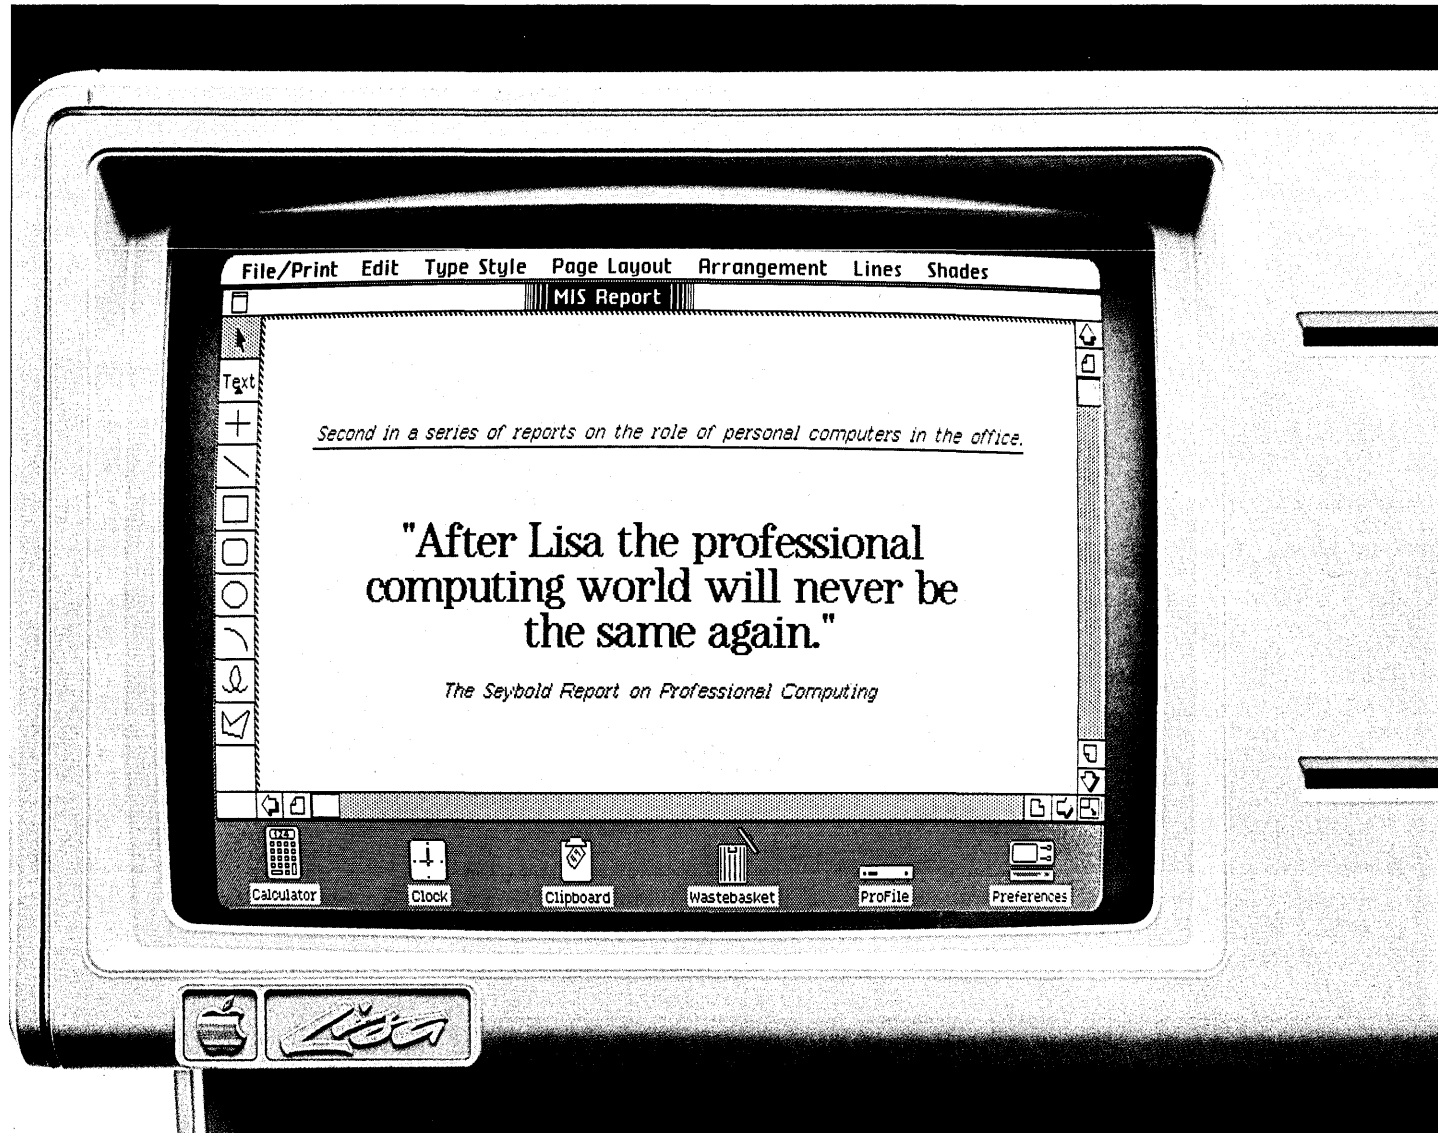 File/Print Edit Type Style Page Layout Arrangement Lines Shades
MIS Report
Text
Second in a series of reports on the role of personal computers in the office.
"After Lisa the professional
computing world will never be
the same again."
The Seybold Report on Professional Computing
124
Calculator Clock Clipboard Wastebasket ProFile Preferences
Lisa